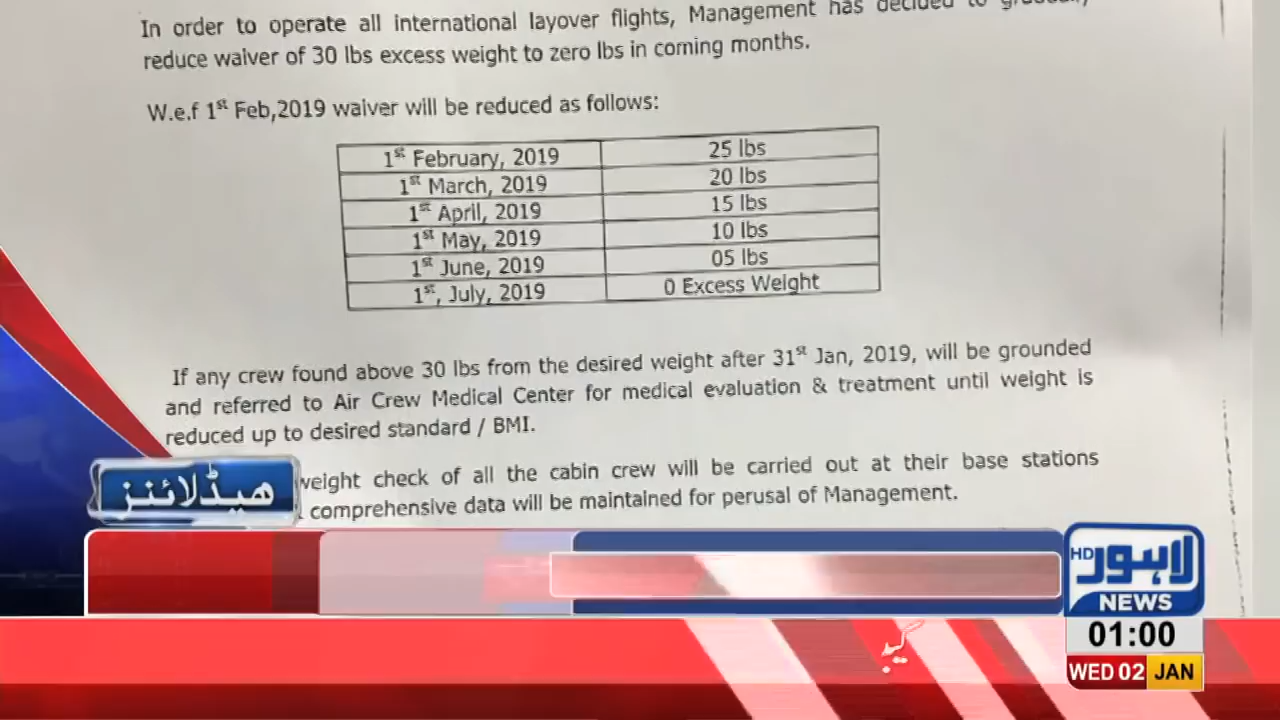 In order to operate all international layover flights, Management has decided to gradually
reduce waiver of 30 lbs excess weight to zero lbs in coming months.
W.e.f 1st Feb,2019 waiver will be reduced as follows:
1st February, 2019 25 lbs
1st March, 2019 20 lbs
1st April, 2019 15 lbs
1st May, 2019 10 lbs
1st June, 2019 05 lbs
1st, July, 2019 0 Excess Weight
If any crew found above 30 lbs from the desired weight after 31st Jan, 2019, will be grounded
and referred to Air Crew Medical Center for medical evaluation & treatment until weight is
reduced up to desired standard / BMI.
weight check of all the cabin crew will be carried out at their base stations
comprehensive data will be maintained for perusal of Management.
ہیڈلائنز
HD لاہور
NEWS
01:00
WED 02 JAN